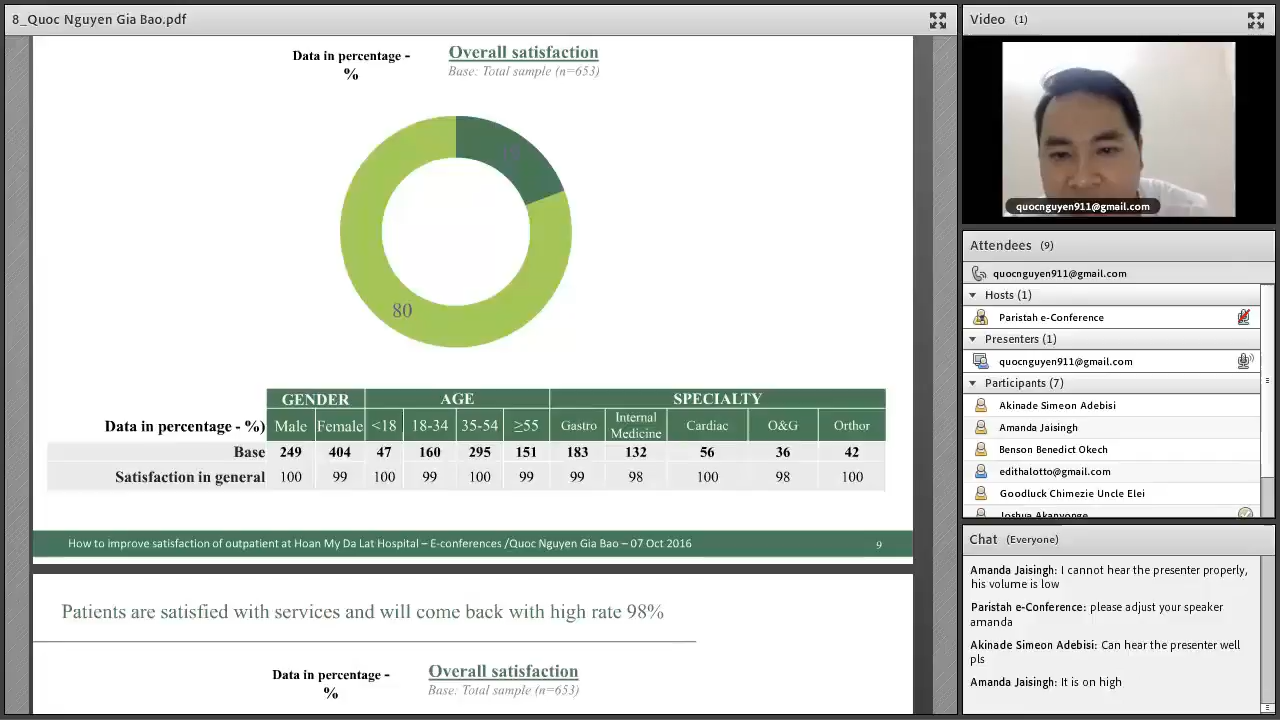 8_Quoc Nguyen Gia Bao.pdf
Data in percentage -
%
Overall satisfaction
Base: Total sample (n=653)
80
GENDER AGE SPECIALTY
Data in percentage - %) Male Female <18 18-34 35-54 ≥55 Gastro Internal Medicine Cardiac O&G Orthor
Base 249 404 47 160 295 151 183 132 56 36 42
Satisfaction in general 100 99 100 99 100 99 99 98 100 98 100
How to improve satisfaction of outpatient at Hoan My Da Lat Hospital – E-conferences /Quoc Nguyen Gia Bao – 07 Oct 2016 9
Patients are satisfied with services and will come back with high rate 98%
Data in percentage -
%
Overall satisfaction
Base: Total sample (n=653)
Video (1)
quocnguyen911@gmail.com
Attendees (9)
quocnguyen911@gmail.com
Hosts (1)
Paristah e-Conference
Presenters (1)
quocnguyen911@gmail.com
Participants (7)
Akinade Simeon Adebisi
Amanda Jaisingh
Benson Benedict Okech
edithalotto@gmail.com
Goodluck Chimezie Uncle Elei
Joshua Akanyonge
Chat (Everyone)
Amanda Jaisingh: I cannot hear the presenter properly,
his volume is low
Paristah e-Conference: please adjust your speaker
amanda
Akinade Simeon Adebisi: Can hear the presenter well
pls
Amanda Jaisingh: It is on high